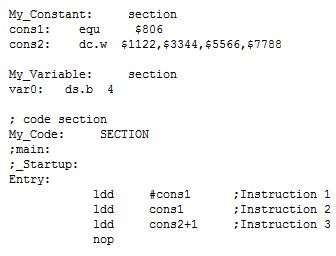 My_Constant: section
cons1: equ $806
cons2: dc.w $1122,$3344,$5566,$7788
My_Variable: section
var0: ds.b 4
; code section
My_Code: SECTION
;main:
;_Startup:
Entry:
ldd #cons1 ;Instruction 1
ldd cons1 ;Instruction 2
ldd cons2+1 ;Instruction 3
nop